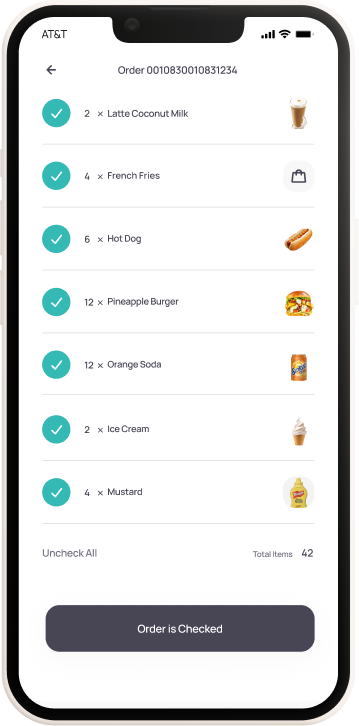 AT&T
Order 0010830010831234
2 × Latte Coconut Milk
4 × French Fries
6 × Hot Dog
12 × Pineapple Burger
12 × Orange Soda
2 × Ice Cream
4 × Mustard
Uncheck All Total Items 42
Order is Checked